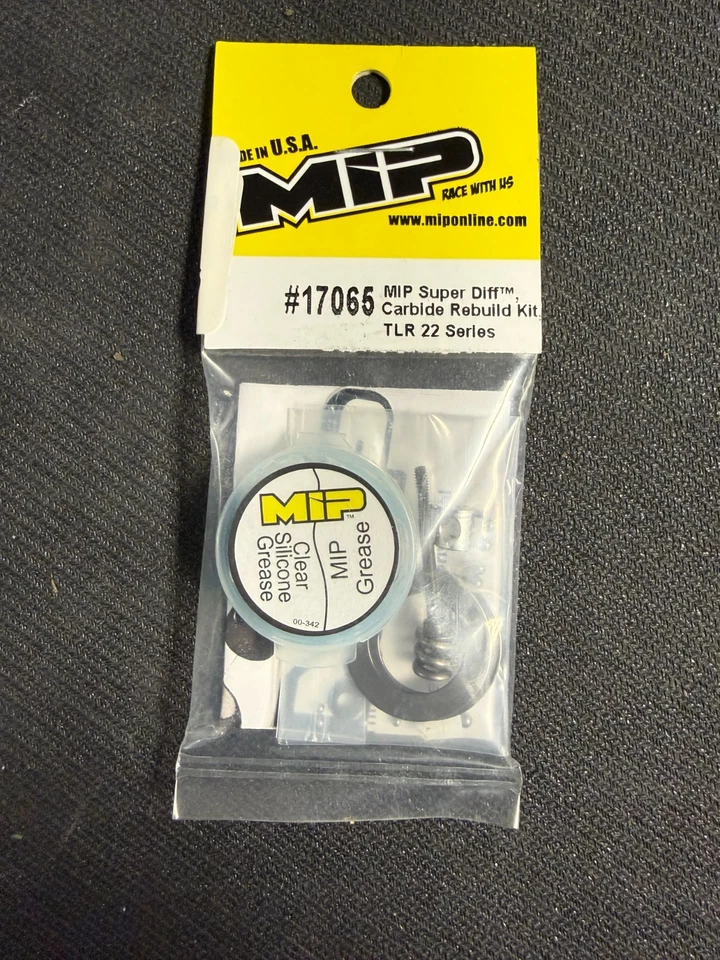 DE IN U.S.A.
MIP
RACE WITH US
www.miponline.com
#17065 MIP Super Diff™,
Carbide Rebuild Kit,
TLR 22 Series
MIP™
MIP Grease
Clear Silicone Grease
00-342